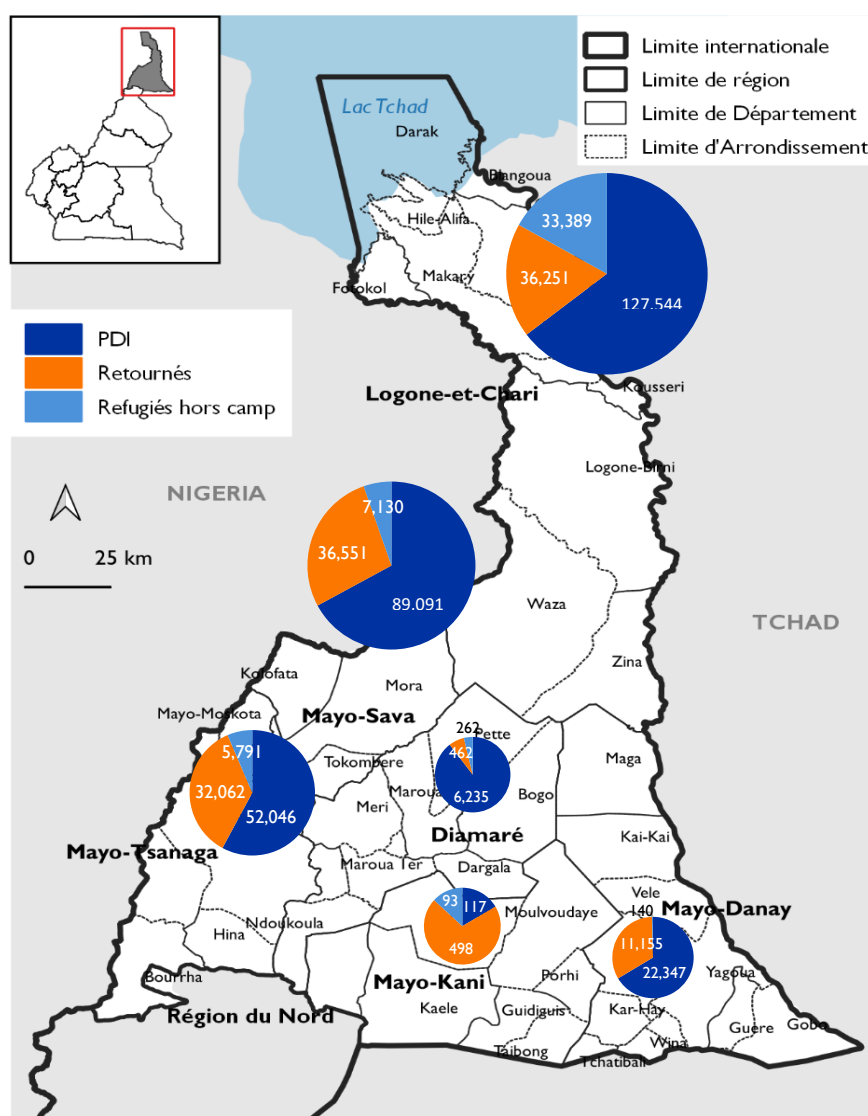 Limite internationale
Limite de région
Limite de Département
Limite d'Arrondissement
Lac Tchad
Darak
Blangoua
Hile-Alifa
Makary
Fotokol
33,389
36,251
127.544
PDI
Retournés
Refugiés hors camp
Logone-et-Chari
Kousseri
Logone-Birni
NIGERIA
0 25 km
7,130
36,551
89.091
Waza
TCHAD
Zina
Kolofata
Mora
Mayo-Moskota
Mayo-Sava
262
Pette
462
6,235
5,791
32,062
52,046
Tokombere
Maroua
Meri
Bogo
Maga
Diamaré
Kai-Kai
Mayo-Tsanaga
Maroua Ter
Dargala
Vele
93
117
498
Moulvoudaye
140
Mayo-Danay
11,155
22,347
Ndoukoula
Hina
Bourrha
Mayo-Kani
Porhi
Yagoua
Région du Nord
Kaele
Guidiguis
Kar-Hay
Guere
Gobo
Wina
Taibong
Tchatibali